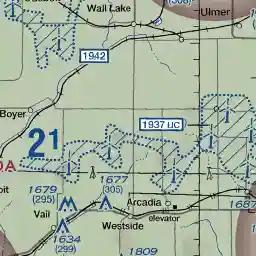 Wall Lake
Ulmer
1942
Boyer
1937 UC
21
1679
(295)
1677
(305)
Vail
Arcadia
elevator
1687
1634
(299)
Westside
1809